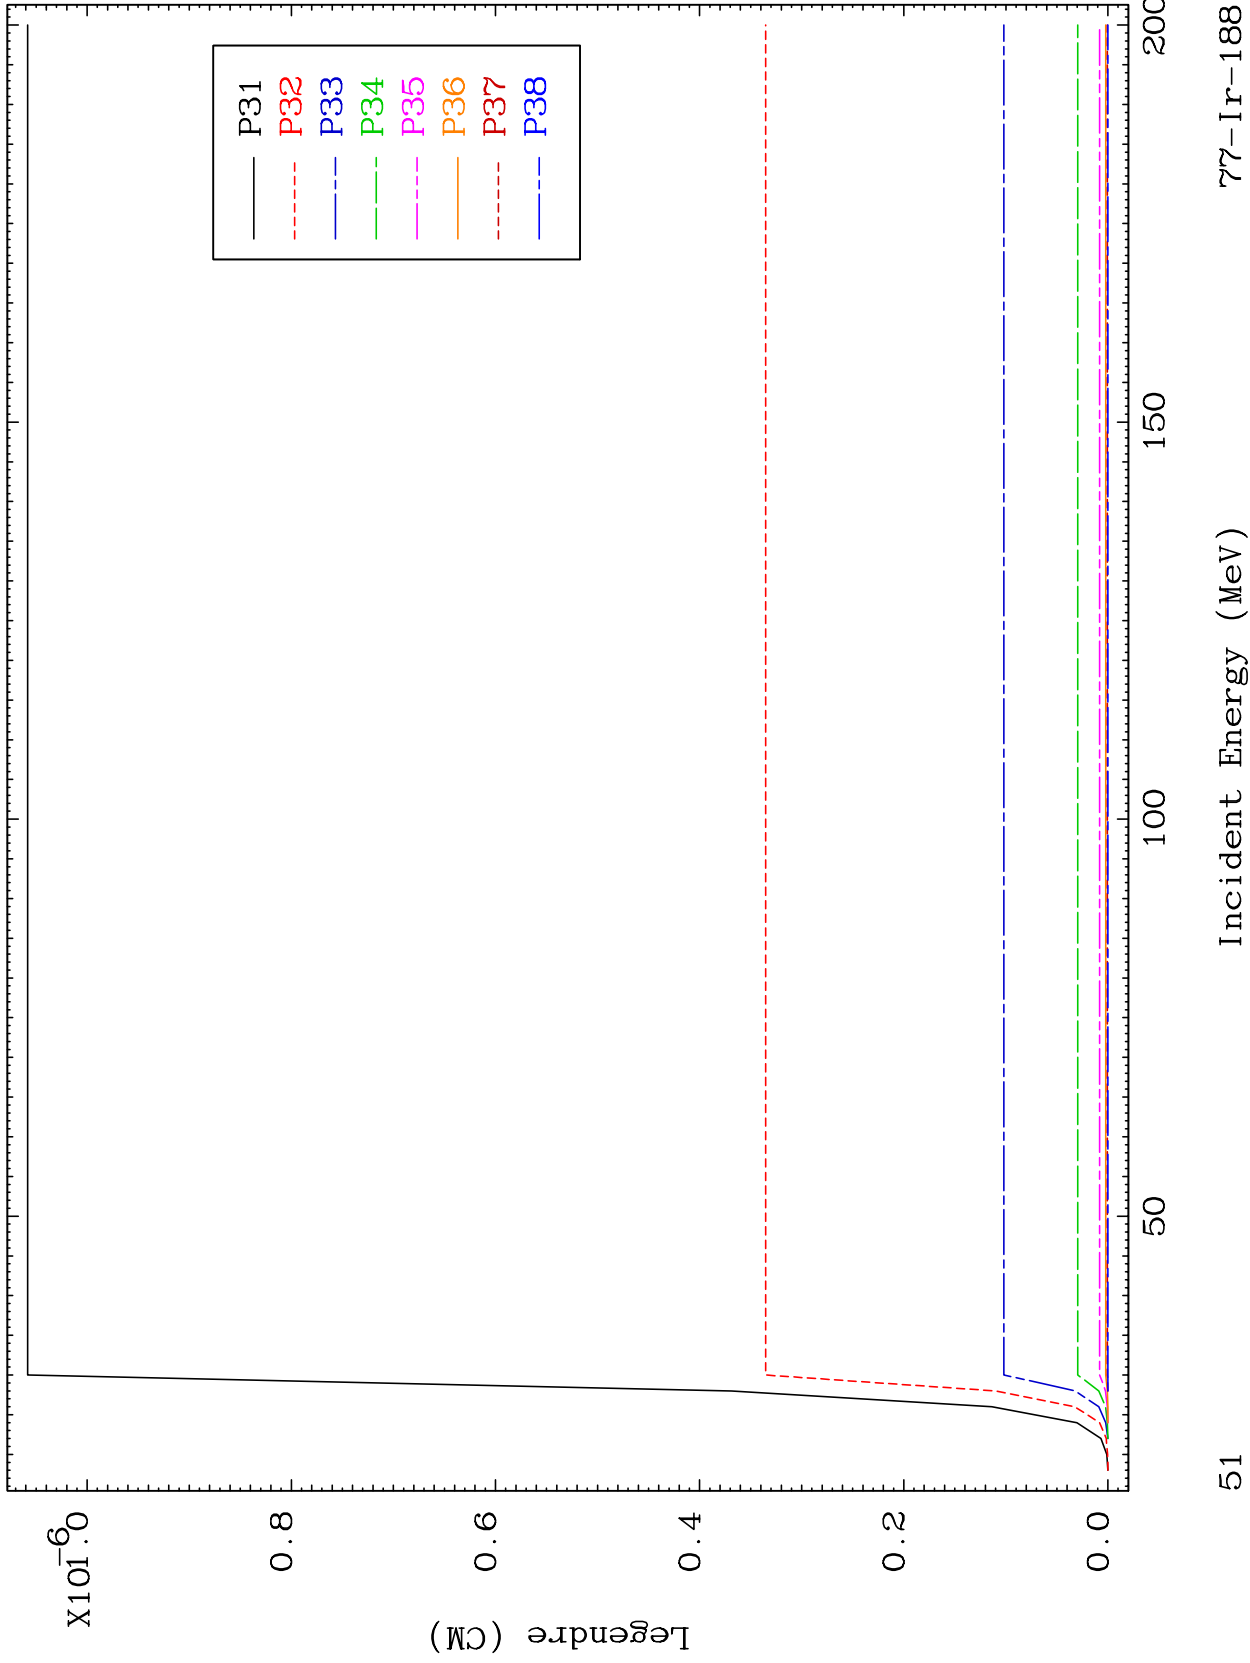 X10-6
1.0
0.8
0.6
0.4
0.2
0.0
Legendre (CM)
P31
P32
P33
P34
P35
P36
P37
P38
50
100
150
200
Incident Energy (MeV)
51
77-Ir-188